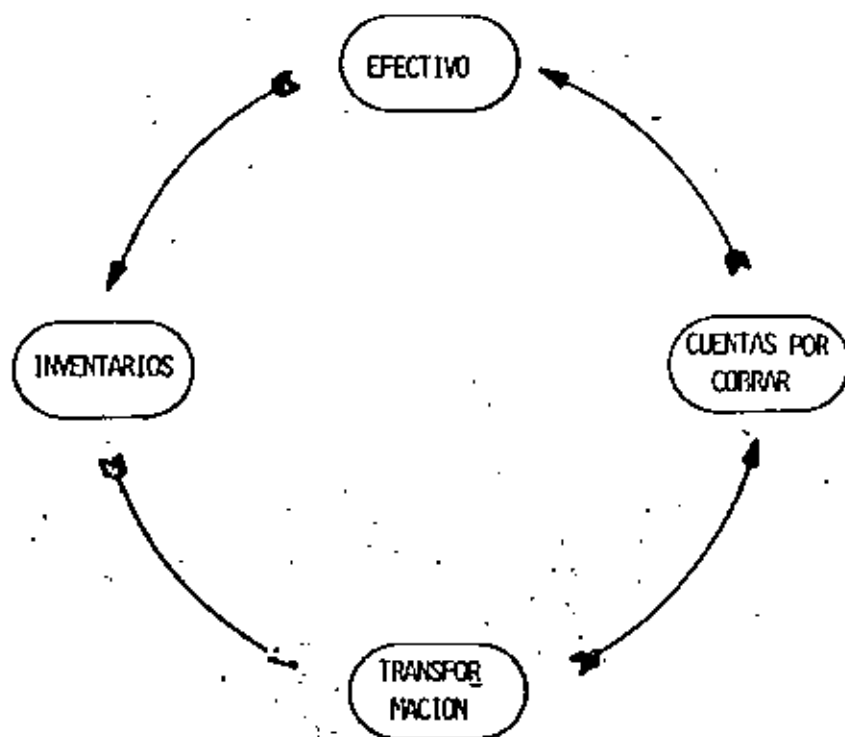 EFECTIVO
INVENTARIOS
CUENTAS POR
COBRAR
TRANSFOR
MACION